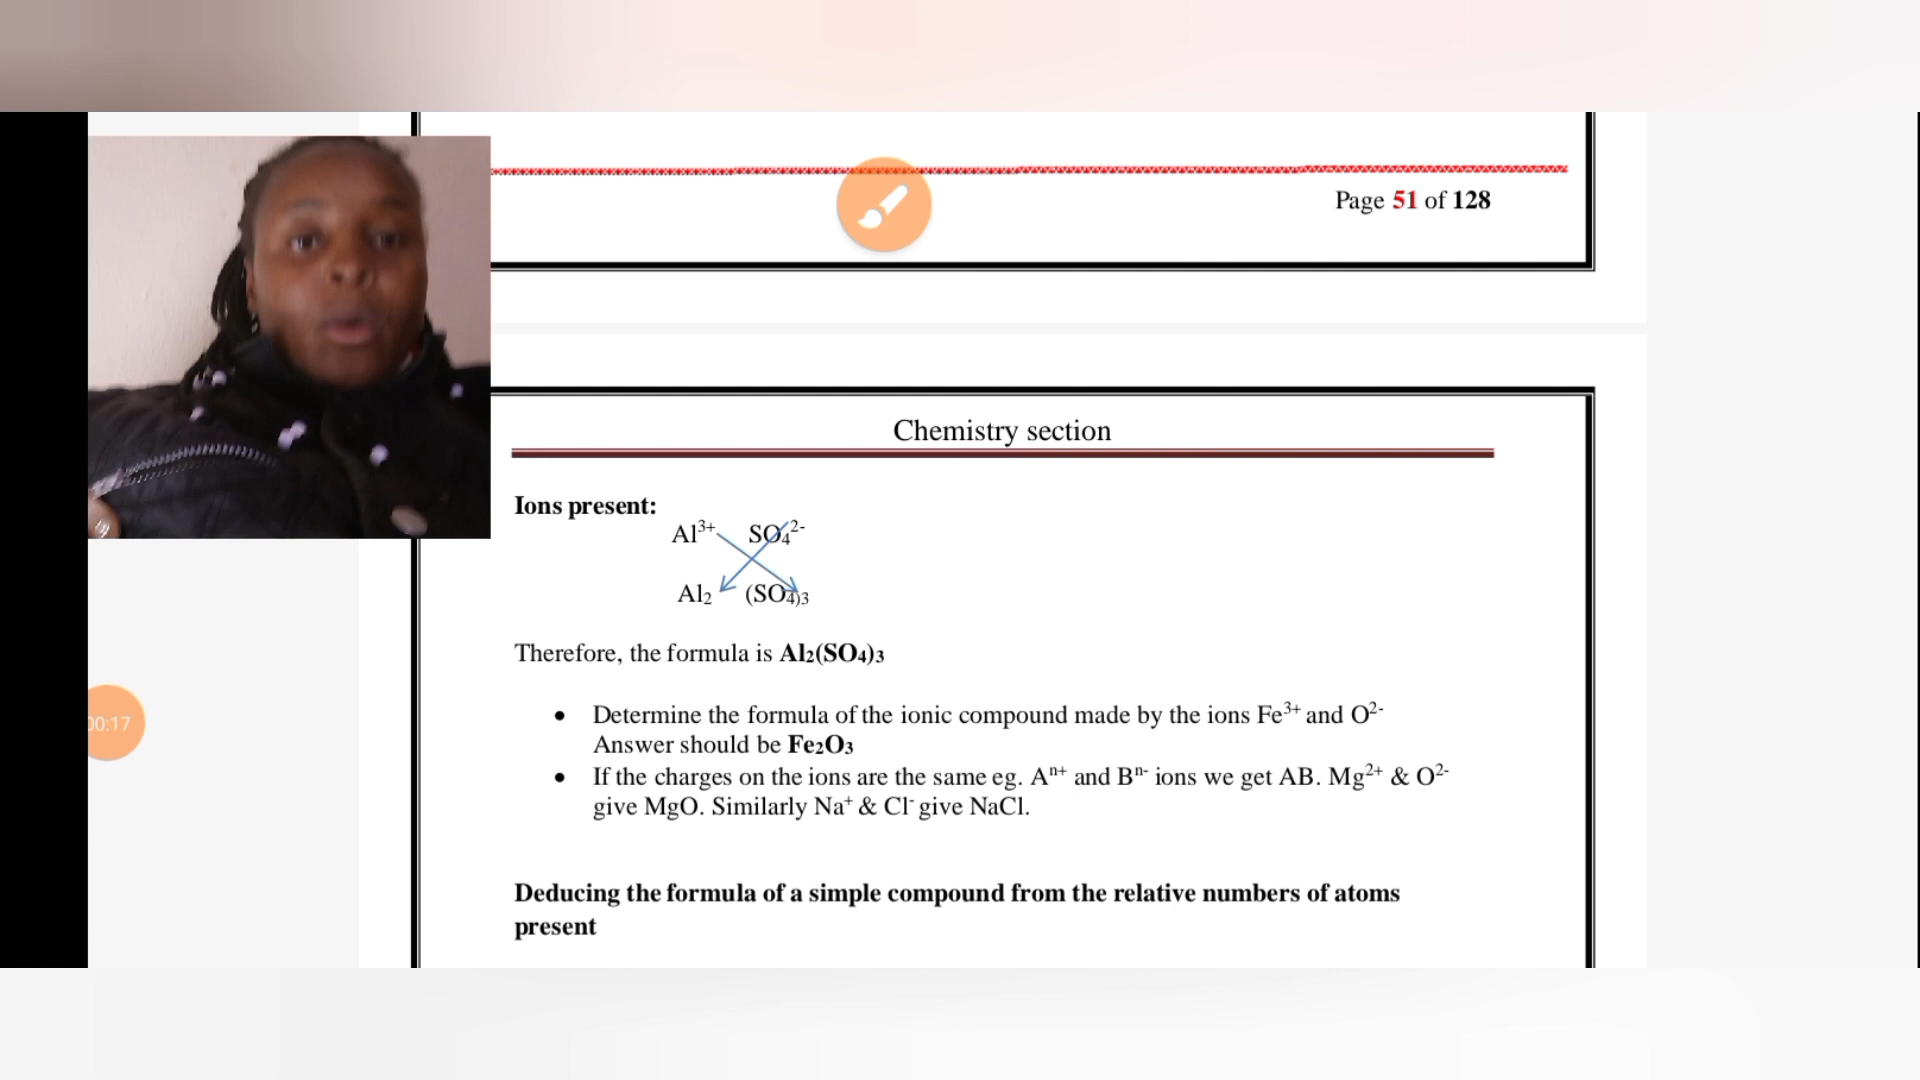 Page 51 of 128
Chemistry section
Ions present:
Al³⁺ SO₄²⁻
Al₂ (SO₄)₃
Therefore, the formula is Al₂(SO₄)₃
• Determine the formula of the ionic compound made by the ions Fe³⁺ and O²⁻
Answer should be Fe₂O₃
• If the charges on the ions are the same eg. Aⁿ⁺ and Bⁿ⁻ ions we get AB. Mg²⁺ & O²⁻
give MgO. Similarly Na⁺ & Cl⁻ give NaCl.
Deducing the formula of a simple compound from the relative numbers of atoms
present
00:17